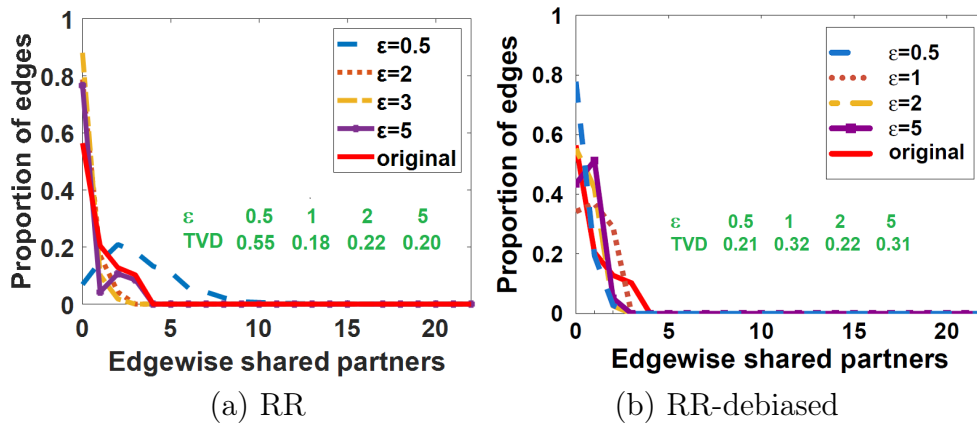 Proportion of edges
1
0.8
0.6
0.4
0.2
0
ε=0.5
ε=2
ε=3
ε=5
original
ε 0.5 1 2 5
TVD 0.55 0.18 0.22 0.20
0 5 10 15 20
Edgewise shared partners
(a) RR
Proportion of edges
1
0.8
0.6
0.4
0.2
0
ε=0.5
ε=1
ε=2
ε=5
original
ε 0.5 1 2 5
TVD 0.21 0.32 0.22 0.31
0 5 10 15 20
Edgewise shared partners
(b) RR-debiased